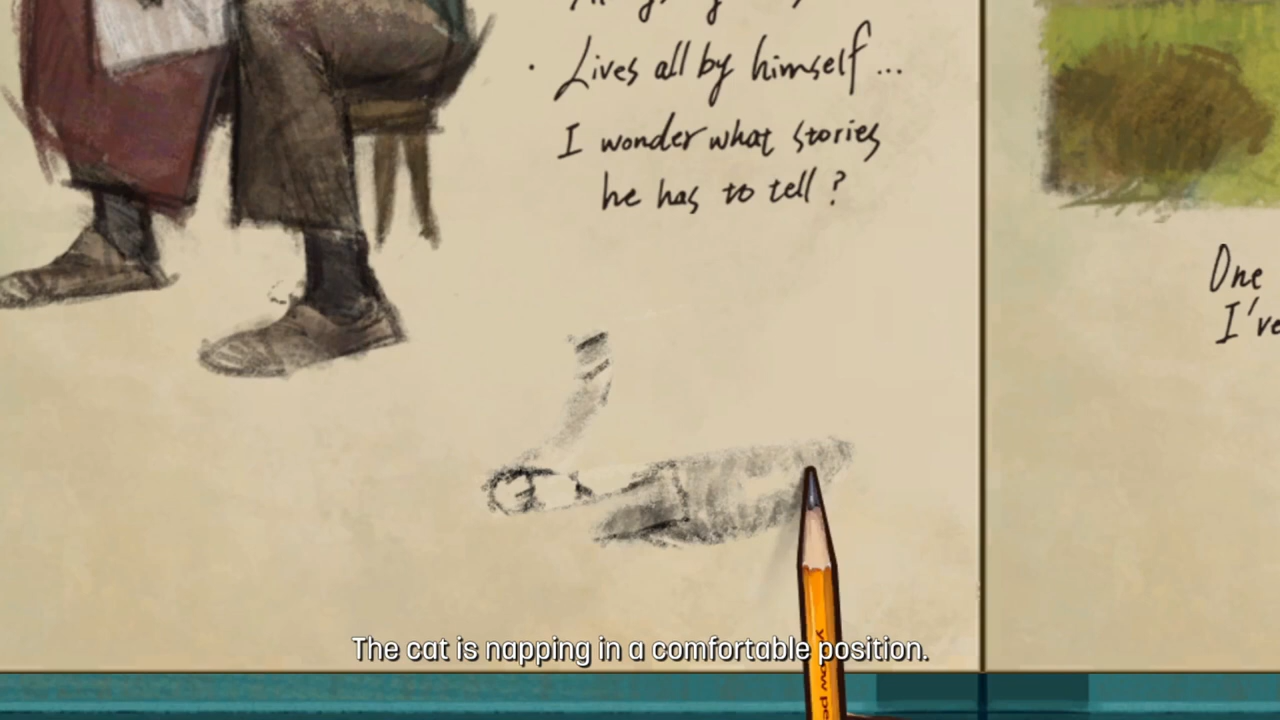 · Lives all by himself...
I wonder what stories
he has to tell?
One
I've
The cat is napping in a comfortable position.